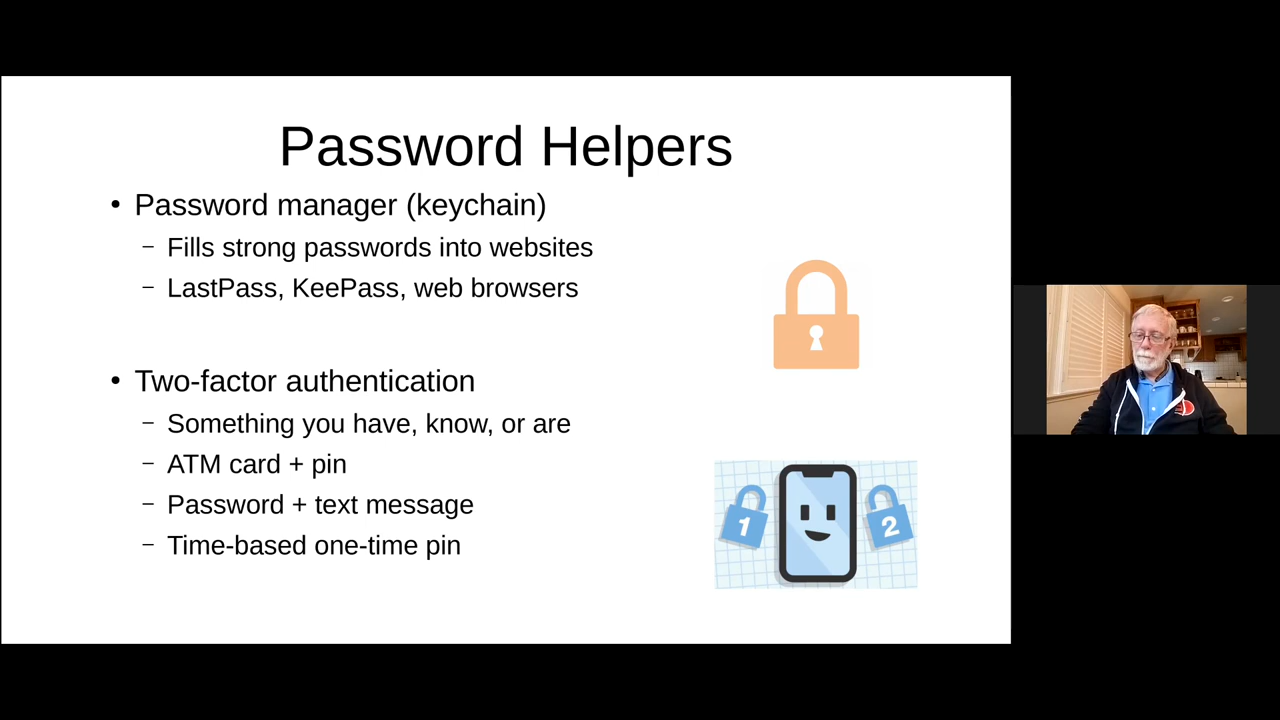 Password Helpers
• Password manager (keychain)
– Fills strong passwords into websites
– LastPass, KeePass, web browsers
• Two-factor authentication
– Something you have, know, or are
– ATM card + pin
– Password + text message
– Time-based one-time pin
1
2